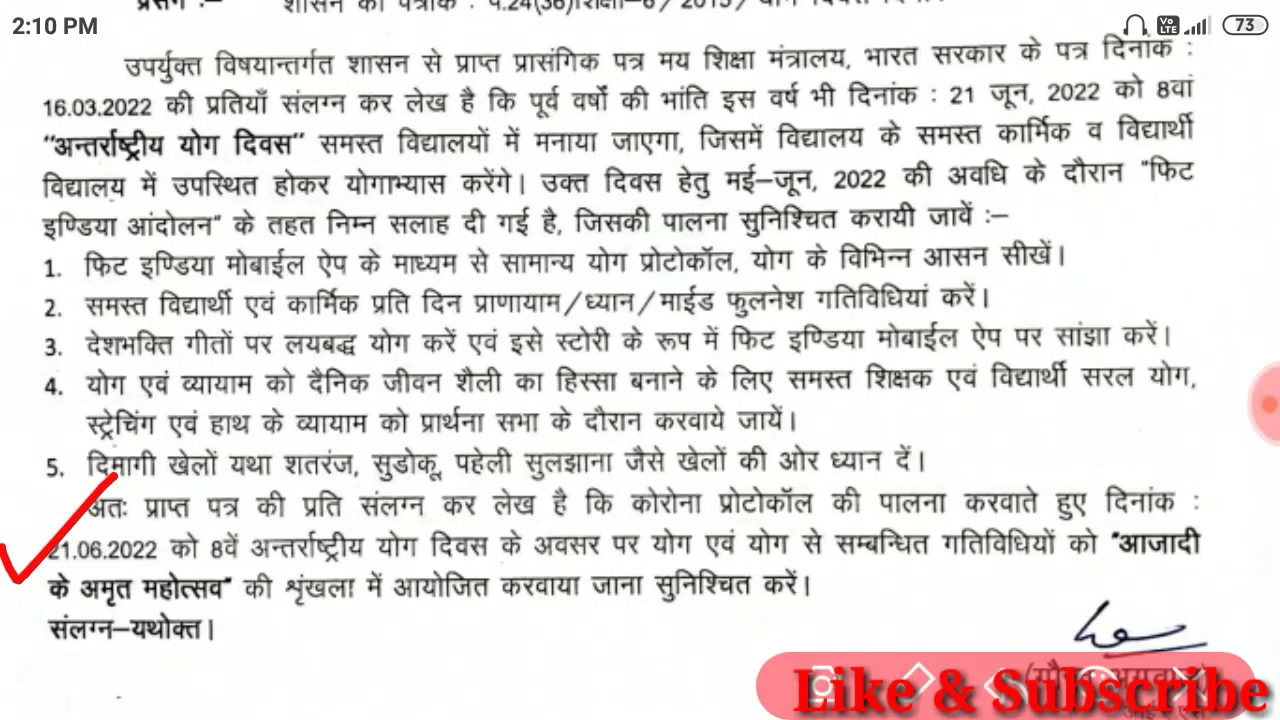 2:10 PM
Vo LTE
73
शासन का पत्रांक :
उपर्युक्त विषयान्तर्गत शासन से प्राप्त प्रासंगिक पत्र मय शिक्षा मंत्रालय, भारत सरकार के पत्र दिनांक :
16.03.2022 की प्रतियाँ संलग्न कर लेख है कि पूर्व वर्षों की भांति इस वर्ष भी दिनांक : 21 जून, 2022 को 8वां
“अन्तर्राष्ट्रीय योग दिवस” समस्त विद्यालयों में मनाया जाएगा, जिसमें विद्यालय के समस्त कार्मिक व विद्यार्थी
विद्यालय में उपस्थित होकर योगाभ्यास करेंगे। उक्त दिवस हेतु मई–जून, 2022 की अवधि के दौरान "फिट
इण्डिया आंदोलन" के तहत निम्न सलाह दी गई है, जिसकी पालना सुनिश्चित करायी जावें :–
1. फिट इण्डिया मोबाईल ऐप के माध्यम से सामान्य योग प्रोटोकॉल, योग के विभिन्न आसन सीखें।
2. समस्त विद्यार्थी एवं कार्मिक प्रति दिन प्राणायाम/ध्यान/माईड फुलनेश गतिविधियां करें।
3. देशभक्ति गीतों पर लयबद्ध योग करें एवं इसे स्टोरी के रूप में फिट इण्डिया मोबाईल ऐप पर सांझा करें।
4. योग एवं व्यायाम को दैनिक जीवन शैली का हिस्सा बनाने के लिए समस्त शिक्षक एवं विद्यार्थी सरल योग,
स्ट्रेचिंग एवं हाथ के व्यायाम को प्रार्थना सभा के दौरान करवाये जायें।
5. दिमागी खेलों यथा शतरंज, सुडोकू, पहेली सुलझाना जैसे खेलों की ओर ध्यान दें।
अतः प्राप्त पत्र की प्रति संलग्न कर लेख है कि कोरोना प्रोटोकॉल की पालना करवाते हुए दिनांक :
21.06.2022 को 8वें अन्तर्राष्ट्रीय योग दिवस के अवसर पर योग एवं योग से सम्बन्धित गतिविधियों को "आजादी
के अमृत महोत्सव" की श्रृंखला में आयोजित करवाया जाना सुनिश्चित करें।
संलग्न–यथोक्त।
Like & Subscribe